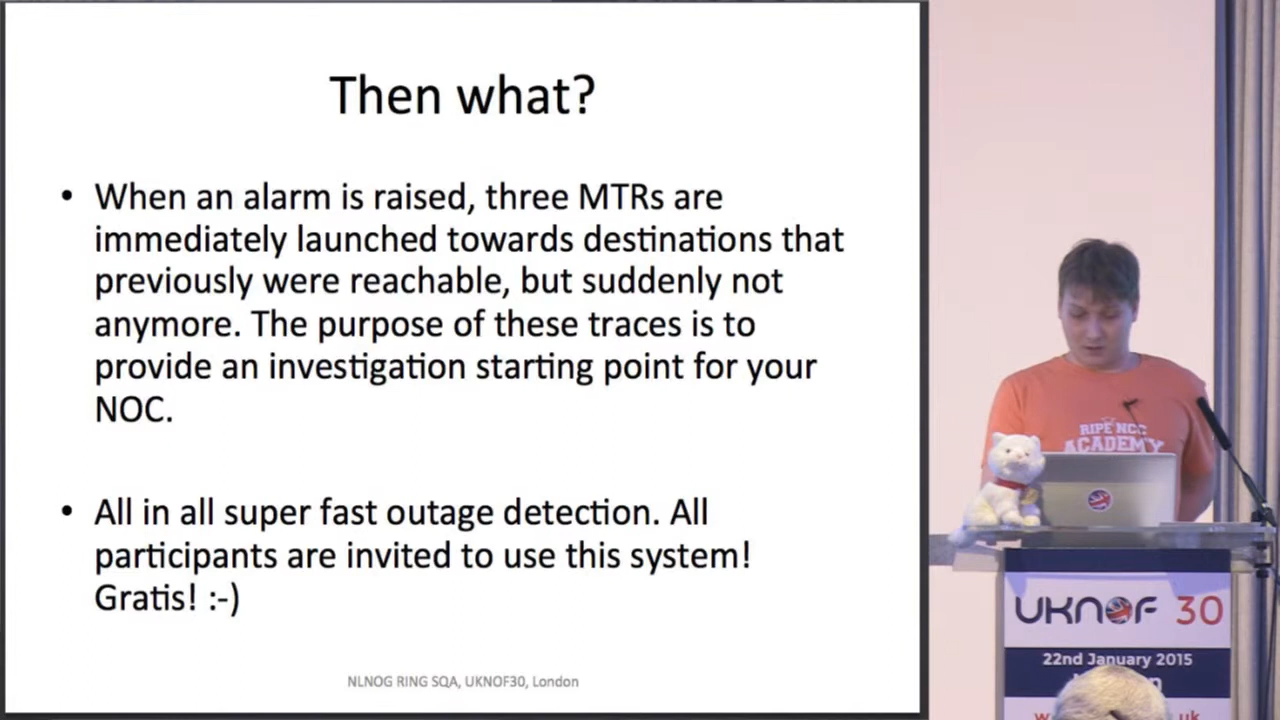 Then what?
• When an alarm is raised, three MTRs are
immediately launched towards destinations that
previously were reachable, but suddenly not
anymore. The purpose of these traces is to
provide an investigation starting point for your
NOC.
• All in all super fast outage detection. All
participants are invited to use this system!
Gratis! :-)
NLNOG RING SQA, UKNOF30, London
RIPE NCC
ACADEMY
UKNOF 30
22nd January 2015